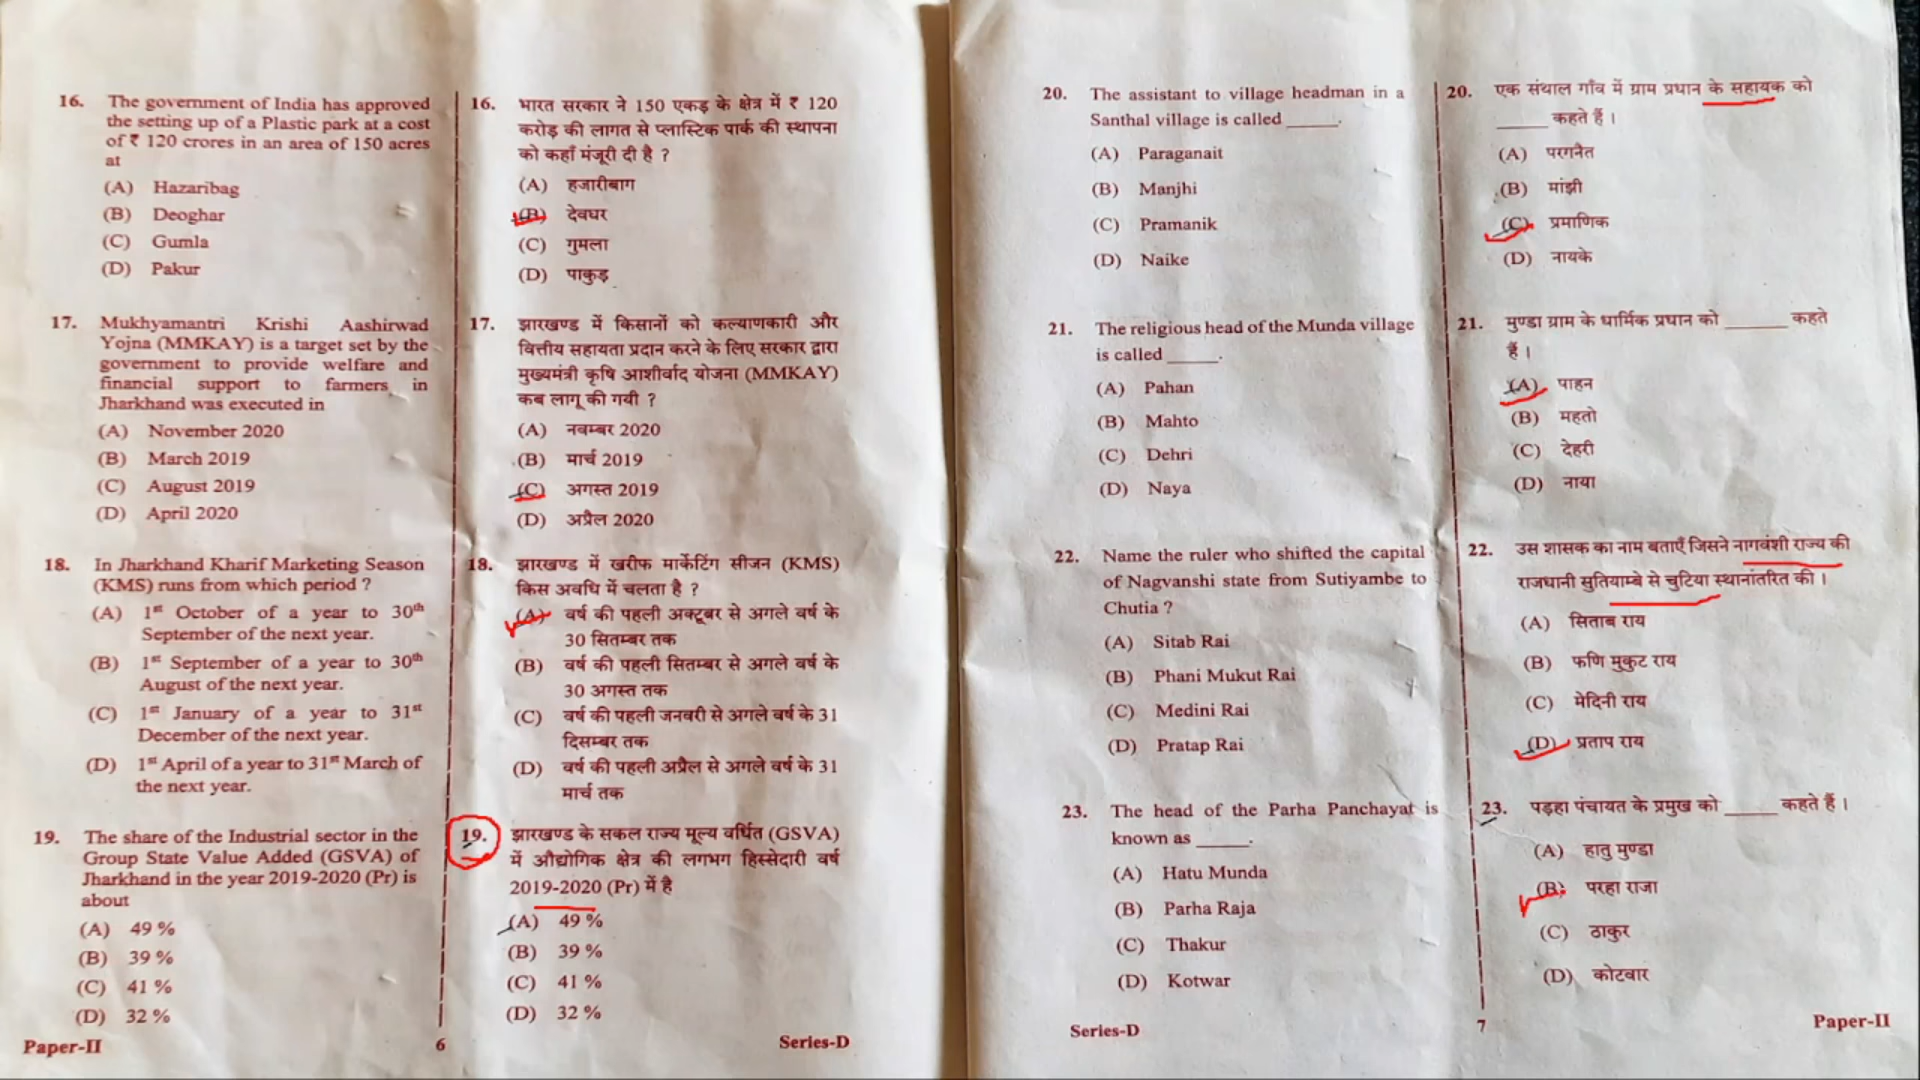 16. The government of India has approved
the setting up of a Plastic park at a cost
of ₹ 120 crores in an area of 150 acres
at
(A) Hazaribag
(B) Deoghar
(C) Gumla
(D) Pakur
17. Mukhyamantri Krishi Aashirwad
Yojna (MMKAY) is a target set by the
government to provide welfare and
financial support to farmers in
Jharkhand was executed in
(A) November 2020
(B) March 2019
(C) August 2019
(D) April 2020
18. In Jharkhand Kharif Marketing Season
(KMS) runs from which period ?
(A) 1st October of a year to 30th
September of the next year.
(B) 1st September of a year to 30th
August of the next year.
(C) 1st January of a year to 31st
December of the next year.
(D) 1st April of a year to 31st March of
the next year.
19. The share of the Industrial sector in the
Group State Value Added (GSVA) of
Jharkhand in the year 2019-2020 (Pr) is
about
(A) 49 %
(B) 39 %
(C) 41 %
(D) 32 %
16. भारत सरकार ने 150 एकड़ के क्षेत्र में ₹ 120
करोड़ की लागत से प्लास्टिक पार्क की स्थापना
को कहाँ मंजूरी दी है ?
(A) हजारीबाग
(B) देवघर
(C) गुमला
(D) पाकुड़
17. झारखण्ड में किसानों को कल्याणकारी और
वित्तीय सहायता प्रदान करने के लिए सरकार द्वारा
मुख्यमंत्री कृषि आशीर्वाद योजना (MMKAY)
कब लागू की गयी ?
(A) नवम्बर 2020
(B) मार्च 2019
(C) अगस्त 2019
(D) अप्रैल 2020
18. झारखण्ड में खरीफ मार्केटिंग सीजन (KMS)
किस अवधि में चलता है ?
(A) वर्ष की पहली अक्टूबर से अगले वर्ष के
30 सितम्बर तक
(B) वर्ष की पहली सितम्बर से अगले वर्ष के
30 अगस्त तक
(C) वर्ष की पहली जनवरी से अगले वर्ष के 31
दिसम्बर तक
(D) वर्ष की पहली अप्रैल से अगले वर्ष के 31
मार्च तक
19. झारखण्ड के सकल राज्य मूल्य वर्धित (GSVA)
में औद्योगिक क्षेत्र की लगभग हिस्सेदारी वर्ष
2019-2020 (Pr) में है
(A) 49 %
(B) 39 %
(C) 41 %
(D) 32 %
Paper-II 6 Series-D
20. The assistant to village headman in a
Santhal village is called _____.
(A) Paraganait
(B) Manjhi
(C) Pramanik
(D) Naike
21. The religious head of the Munda village
is called _____.
(A) Pahan
(B) Mahto
(C) Dehri
(D) Naya
22. Name the ruler who shifted the capital
of Nagvanshi state from Sutiyambe to
Chutia ?
(A) Sitab Rai
(B) Phani Mukut Rai
(C) Medini Rai
(D) Pratap Rai
23. The head of the Parha Panchayat is
known as _____.
(A) Hatu Munda
(B) Parha Raja
(C) Thakur
(D) Kotwar
20. एक संथाल गाँव में ग्राम प्रधान के सहायक को
_____ कहते हैं ।
(A) परगनैत
(B) मांझी
(C) प्रमाणिक
(D) नायके
21. मुण्डा ग्राम के धार्मिक प्रधान को _____ कहते
हैं ।
(A) पाहन
(B) महतो
(C) देहरी
(D) नाया
22. उस शासक का नाम बताएँ जिसने नागवंशी राज्य की
राजधानी सुतियाम्बे से चुटिया स्थानांतरित की ।
(A) सिताब राय
(B) फणि मुकुट राय
(C) मेदिनी राय
(D) प्रताप राय
23. पड़हा पंचायत के प्रमुख को _____ कहते हैं ।
(A) हातु मुण्डा
(B) परहा राजा
(C) ठाकुर
(D) कोटवार
Series-D 7 Paper-II